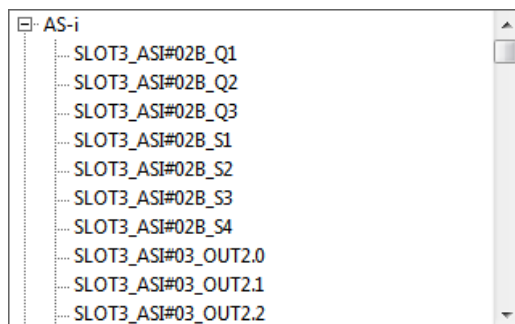 AS-i
SLOT3_ASI#02B_Q1
SLOT3_ASI#02B_Q2
SLOT3_ASI#02B_Q3
SLOT3_ASI#02B_S1
SLOT3_ASI#02B_S2
SLOT3_ASI#02B_S3
SLOT3_ASI#02B_S4
SLOT3_ASI#03_OUT2.0
SLOT3_ASI#03_OUT2.1
SLOT3_ASI#03_OUT2.2